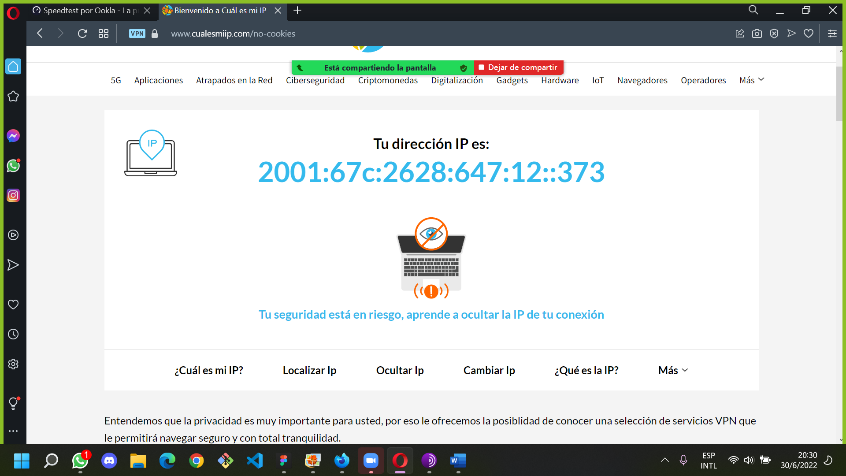 Speedtest por Ookla - La p
Bienvenido a Cuál es mi IP
VPN
www.cualesmiip.com/no-cookies
Está compartiendo la pantalla
Dejar de compartir
5G Aplicaciones Atrapados en la Red Ciberseguridad Criptomonedas Digitalización Gadgets Hardware IoT Navegadores Operadores Más
IP
Tu dirección IP es:
2001:67c:2628:647:12::373
Tu seguridad está en riesgo, aprende a ocultar la IP de tu conexión
¿Cuál es mi IP? Localizar Ip Ocultar Ip Cambiar Ip ¿Qué es la IP? Más
Entendemos que la privacidad es muy importante para usted, por eso le ofrecemos la posiblidad de conocer una selección de servicios VPN que
le permitirá navegar seguro y con total tranquilidad.
1
ESP
INTL
20:30
30/6/2022